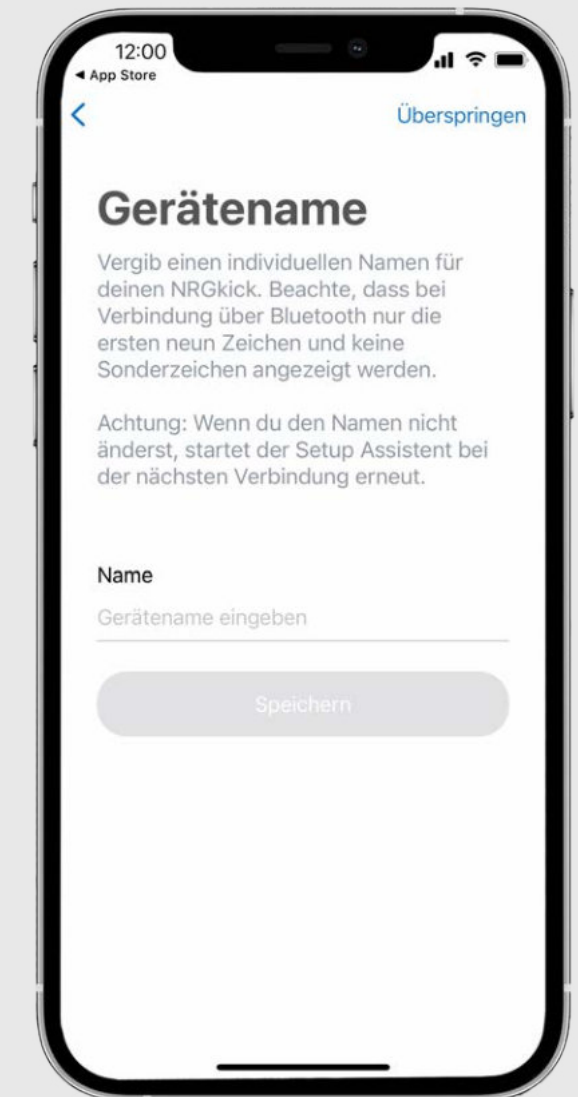 12:00
◀ App Store
Überspringen
Gerätename
Vergib einen individuellen Namen für
deinen NRGkick. Beachte, dass bei
Verbindung über Bluetooth nur die
ersten neun Zeichen und keine
Sonderzeichen angezeigt werden.
Achtung: Wenn du den Namen nicht
änderst, startet der Setup Assistent bei
der nächsten Verbindung erneut.
Name
Gerätename eingeben
Speichern